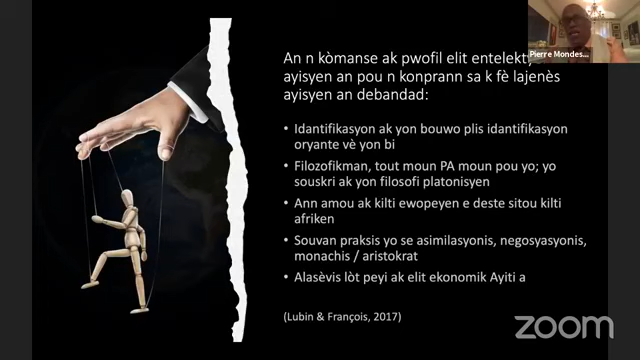 Pierre Mondes...
An n kòmanse ak pwofil elit entelektyèl
ayisyen an pou n konprann sa k fè lajenès
ayisyen an debandad:
• Idantifikasyon ak yon bouwo plis idantifikasyon
oryante vè yon bi
• Filozofikman, tout moun PA moun pou yo; yo
souskri ak yon filosofi platonisyen
• Ann amou ak kilti ewopeyen e deste sitou kilti
afriken
• Souvan praksis yo se asimilasyonis, negosyasyonis,
monachis / aristokrat
• Alasèvis lòt peyi ak elit ekonomik Ayiti a
(Lubin & François, 2017)
zoom